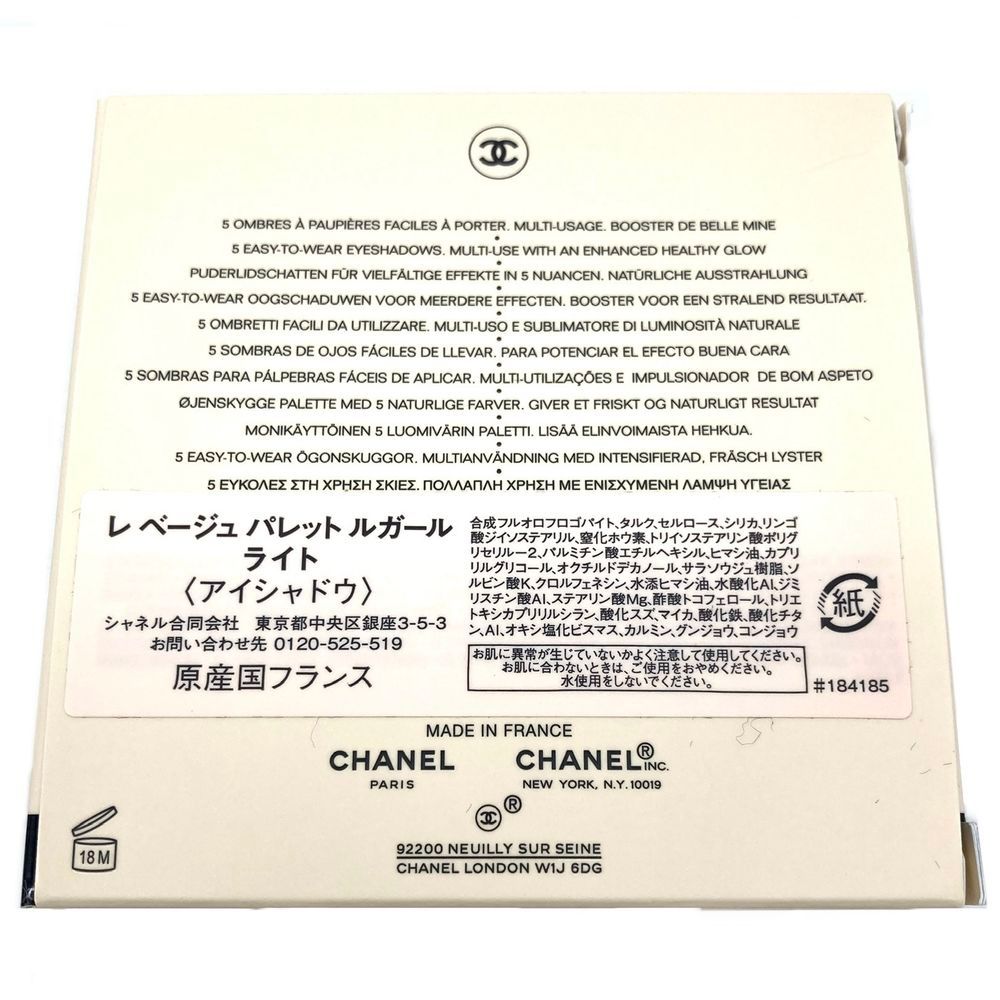 5 OMBRES À PAUPIÈRES FACILES À PORTER. MULTI-USAGE. BOOSTER DE BELLE MINE
5 EASY-TO-WEAR EYESHADOWS. MULTI-USE WITH AN ENHANCED HEALTHY GLOW
PUDERLIDSCHATTEN FÜR VIELFÄLTIGE EFFEKTE IN 5 NUANCEN. NATÜRLICHE AUSSTRAHLUNG
5 EASY-TO-WEAR OOGSCHADUWEN VOOR MEERDERE EFFECTEN. BOOSTER VOOR EEN STRALEND RESULTAAT.
5 OMBRETTI FACILI DA UTILIZZARE. MULTI-USO E SUBLIMATORE DI LUMINOSITÀ NATURALE
5 SOMBRAS DE OJOS FÁCILES DE LLEVAR. PARA POTENCIAR EL EFECTO BUENA CARA
5 SOMBRAS PARA PÁLPEBRAS FÁCEIS DE APLICAR. MULTI-UTILIZAÇÕES E IMPULSIONADOR DE BOM ASPETO
ØJENSKYGGE PALETTE MED 5 NATURLIGE FARVER. GIVER ET FRISKT OG NATURLIGT RESULTAT
MONIKÄYTTÖINEN 5 LUOMIVÄRIN PALETTI. LISÄÄ ELINVOIMAISTA HEHKUA.
5 EASY-TO-WEAR ÖGONSKUGGOR. MULTIANVÄNDNING MED INTENSIFIERAD, FRÄSCH LYSTER
5 ΕΥΚΟΛΕΣ ΣΤΗ ΧΡΗΣΗ ΣΚΙΕΣ. ΠΟΛΛΑΠΛΗ ΧΡΗΣΗ ΜΕ ΕΝΙΣΧΥΜΕΝΗ ΛΑΜΨΗ ΥΓΕΙΑΣ
レ ベージュ パレット ルガール
ライト
〈アイシャドウ〉
シャネル合同会社 東京都中央区銀座3-5-3
お問い合わせ先 0120-525-519
原産国フランス
合成フルオロフロゴパイト,タルク,セルロース,シリカ,リンゴ
酸ジイソステアリル,窒化ホウ素,トリイソステアリン酸ポリグ
リセリル-2,パルミチン酸エチルヘキシル,ヒマシ油,カプリ
リルグリコール,オクチルドデカノール,サラソウジュ樹脂,ソ
ルビン酸K,クロルフェネシン,水添ヒマシ油,水酸化Al,ジミ
リスチン酸Al,ステアリン酸Mg,酢酸トコフェロール,トリエ
トキシカプリリルシラン,酸化スズ,マイカ,酸化鉄,酸化チタ
ン,Al,オキシ塩化ビスマス,カルミン,グンジョウ,コンジョウ
お肌に異常が生じていないかよく注意して使用してください。
お肌に合わないときは、ご使用をおやめください。
水使用をしないでください。
紙
#184185
MADE IN FRANCE
CHANEL CHANEL® INC.
PARIS NEW YORK, N.Y. 10019
®
92200 NEUILLY SUR SEINE
CHANEL LONDON W1J 6DG
18 M